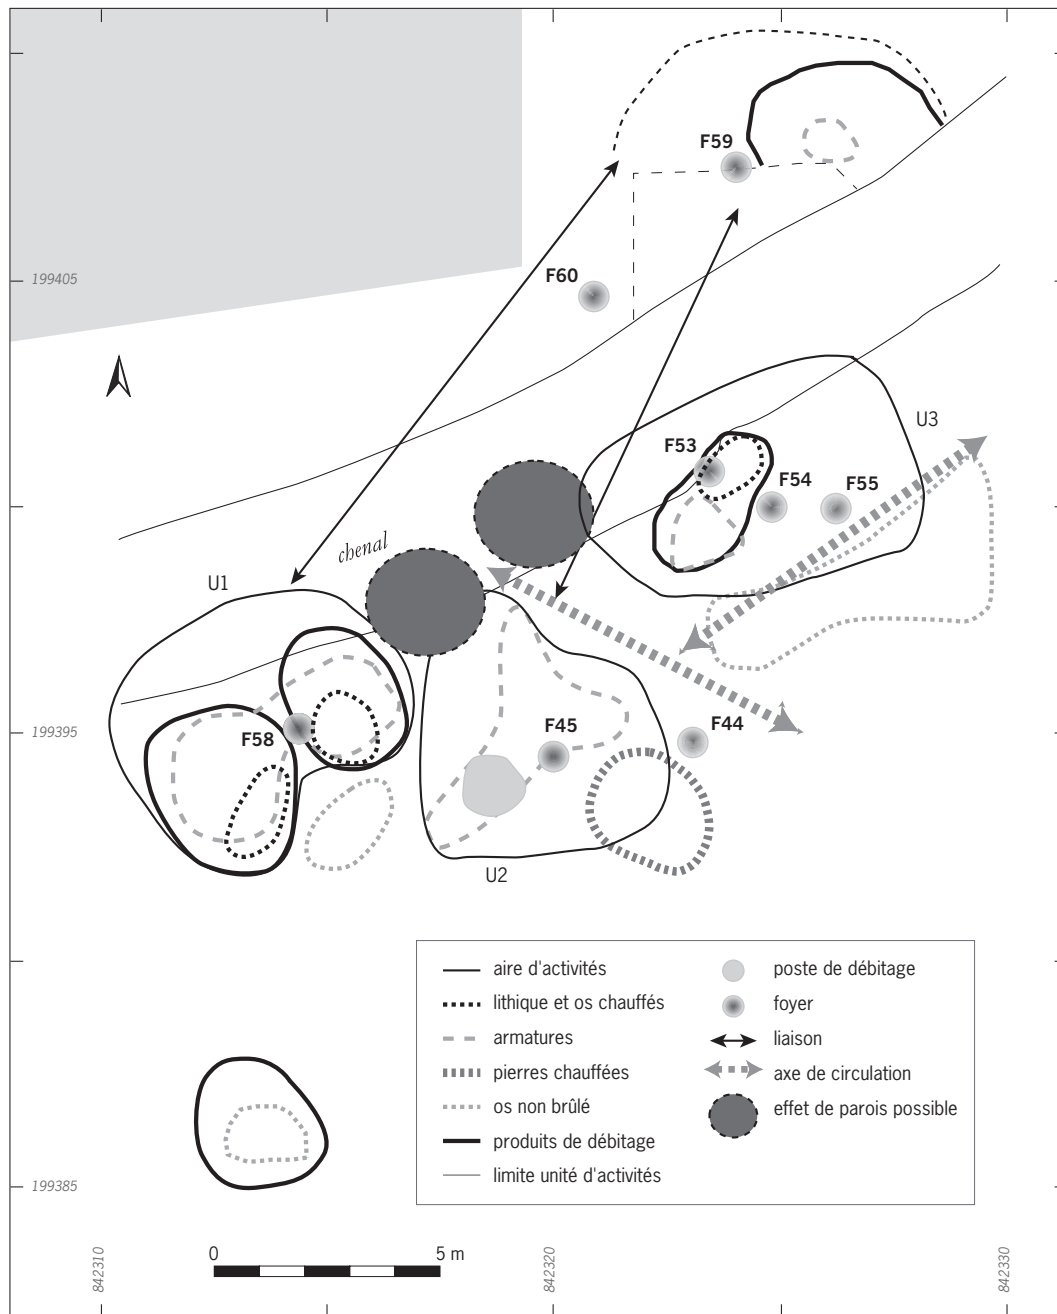 F59
199405
F60
U3
F53
F54
F55
chenal
U1
199395
F58
F45
F44
U2
aire d'activités
lithique et os chauffés
armatures
pierres chauffées
os non brûlé
produits de débitage
limite unité d'activités
poste de débitage
foyer
liaison
axe de circulation
effet de parois possible
199385
0
5 m
842310
842320
842330